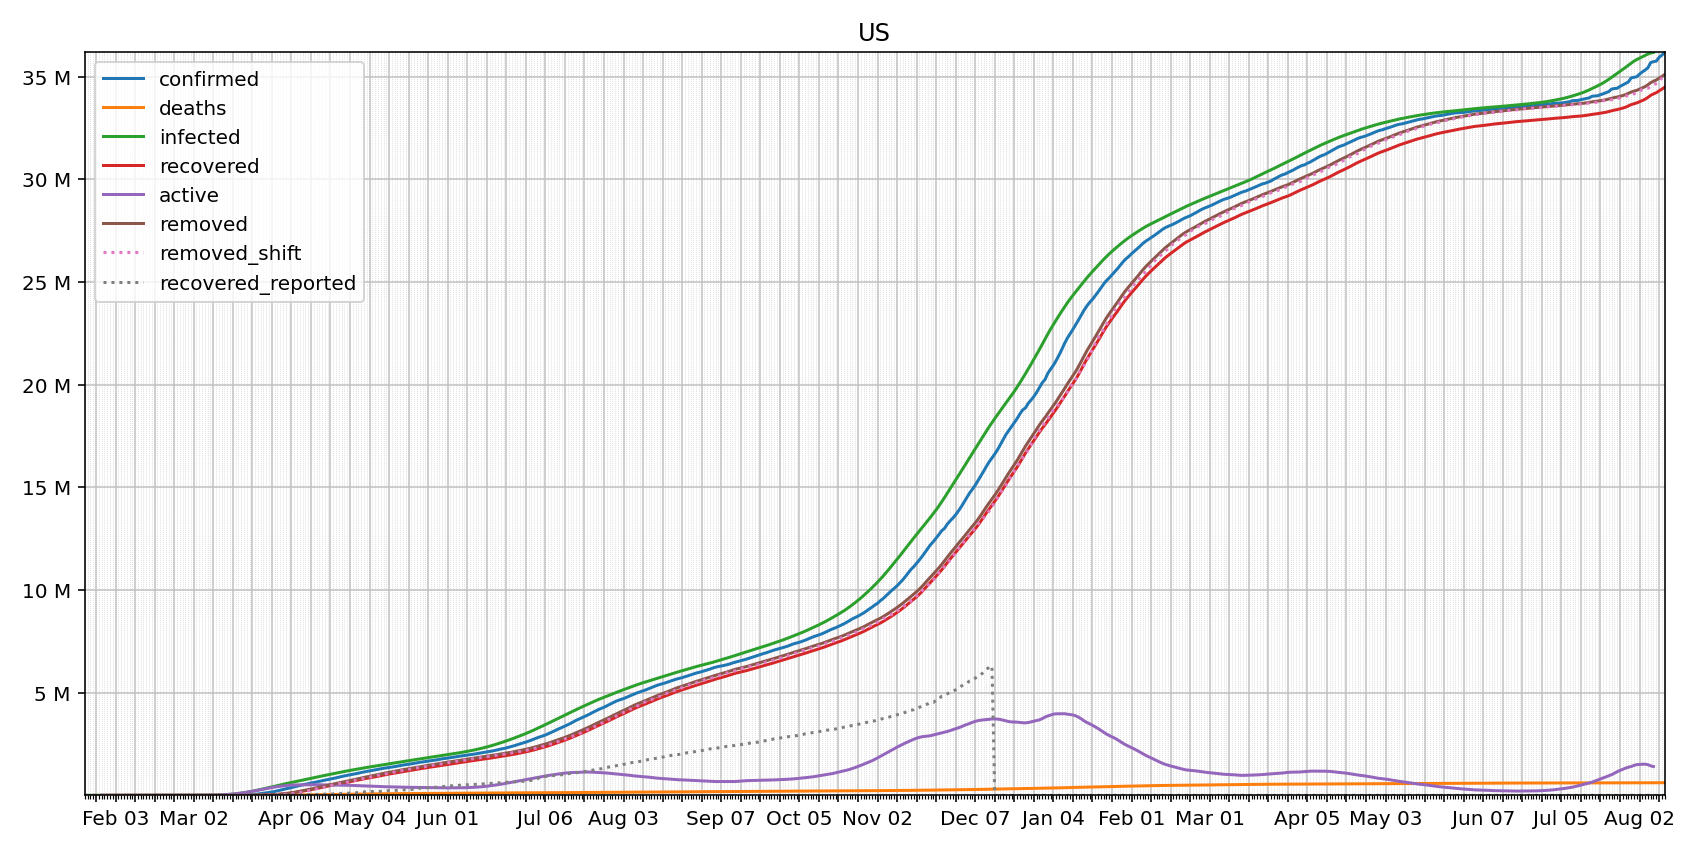 US
35 M
30 M
25 M
20 M
15 M
10 M
5 M
confirmed
deaths
infected
recovered
active
removed
removed_shift
recovered_reported
Feb 03 Mar 02 Apr 06 May 04 Jun 01 Jul 06 Aug 03 Sep 07 Oct 05 Nov 02 Dec 07 Jan 04 Feb 01 Mar 01 Apr 05 May 03 Jun 07 Jul 05 Aug 02